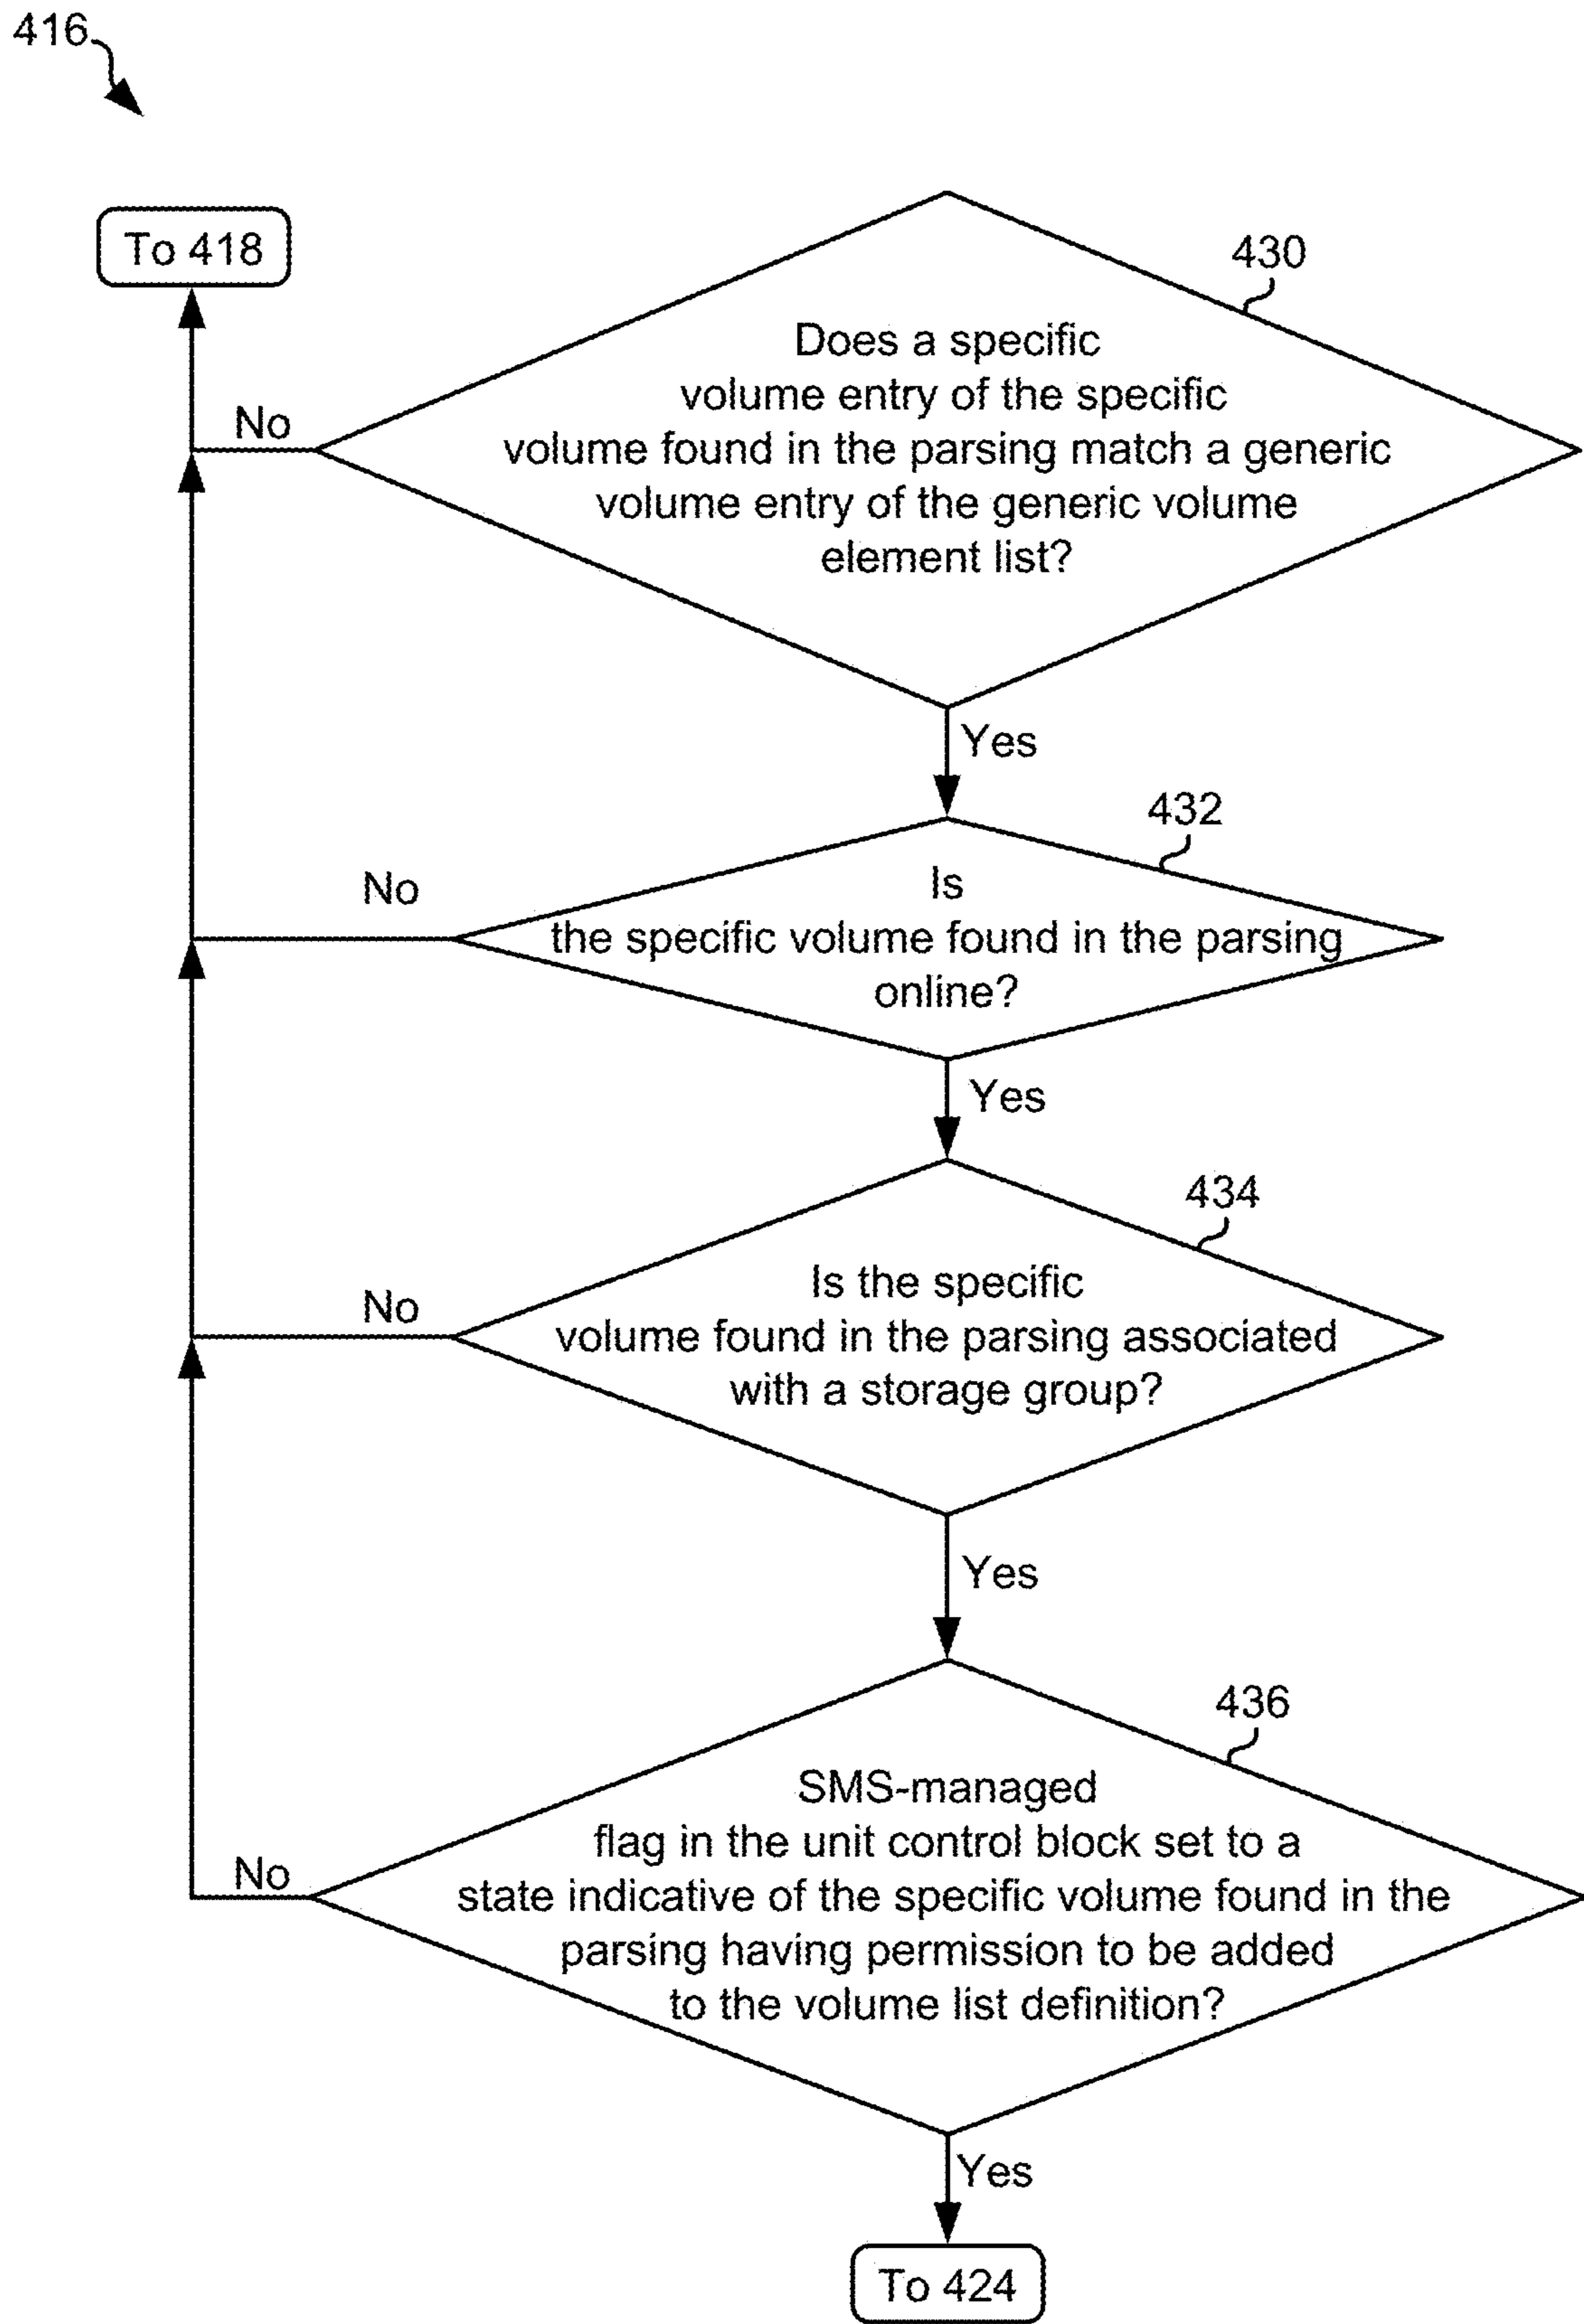 416
To 418
430
Does a specific
volume entry of the specific
volume found in the parsing match a generic
volume entry of the generic volume
element list?
No
Yes
432
Is
the specific volume found in the parsing
online?
No
Yes
434
Is the specific
volume found in the parsing associated
with a storage group?
No
Yes
436
SMS-managed
flag in the unit control block set to a
state indicative of the specific volume found in the
parsing having permission to be added
to the volume list definition?
No
Yes
To 424